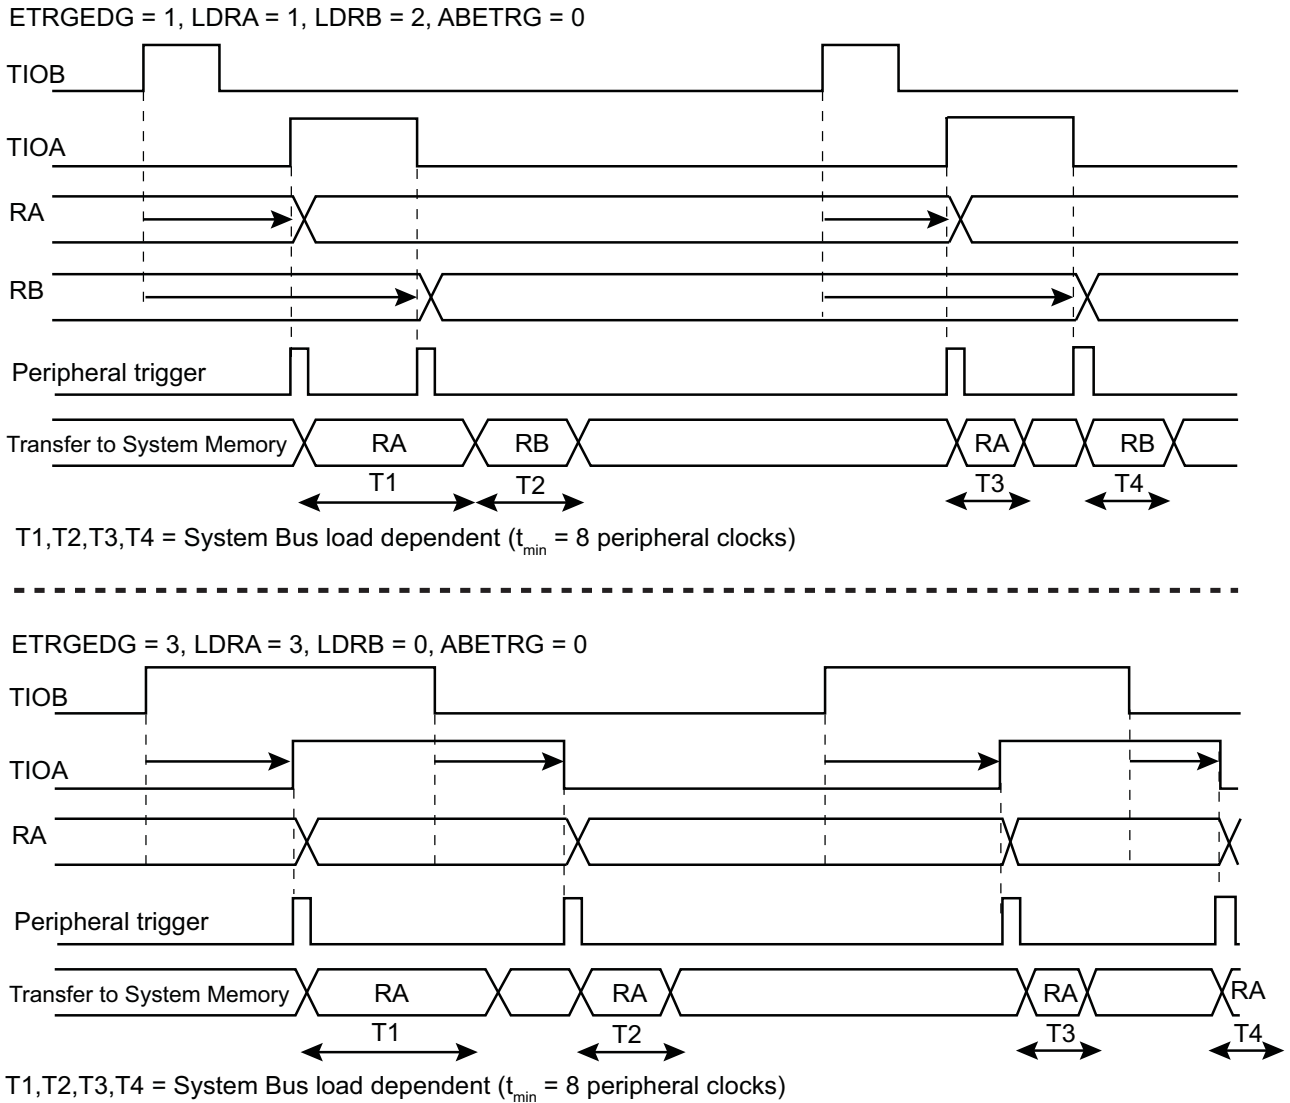 ETRGEDG = 1, LDRA = 1, LDRB = 2, ABETRG = 0
TIOB
TIOA
RA
RB
Peripheral trigger
Transfer to System Memory RA RB RA RB
T1 T2 T3 T4
T1,T2,T3,T4 = System Bus load dependent (tmin = 8 peripheral clocks)
ETRGEDG = 3, LDRA = 3, LDRB = 0, ABETRG = 0
TIOB
TIOA
RA
Peripheral trigger
Transfer to System Memory RA RA RA RA
T1 T2 T3 T4
T1,T2,T3,T4 = System Bus load dependent (tmin = 8 peripheral clocks)